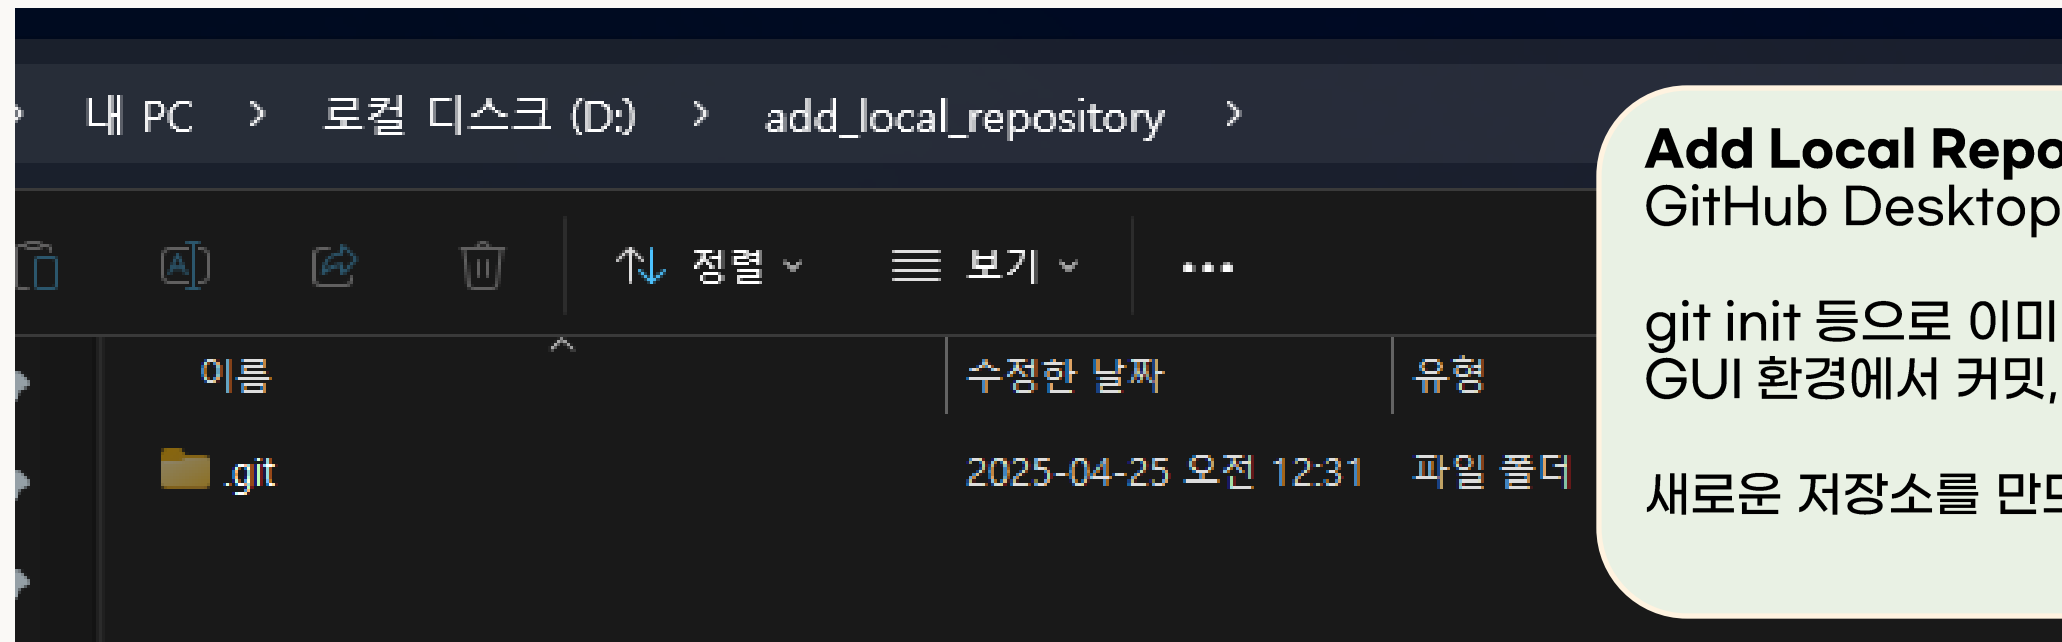 내 PC > 로컬 디스크 (D:) > add_local_repository >
정렬 보기 •••
이름 수정한 날짜 유형
.git 2025-04-25 오전 12:31 파일 폴더
Add Local Repo
GitHub Desktop
git init 등으로 이미
GUI 환경에서 커밋,
새로운 저장소를